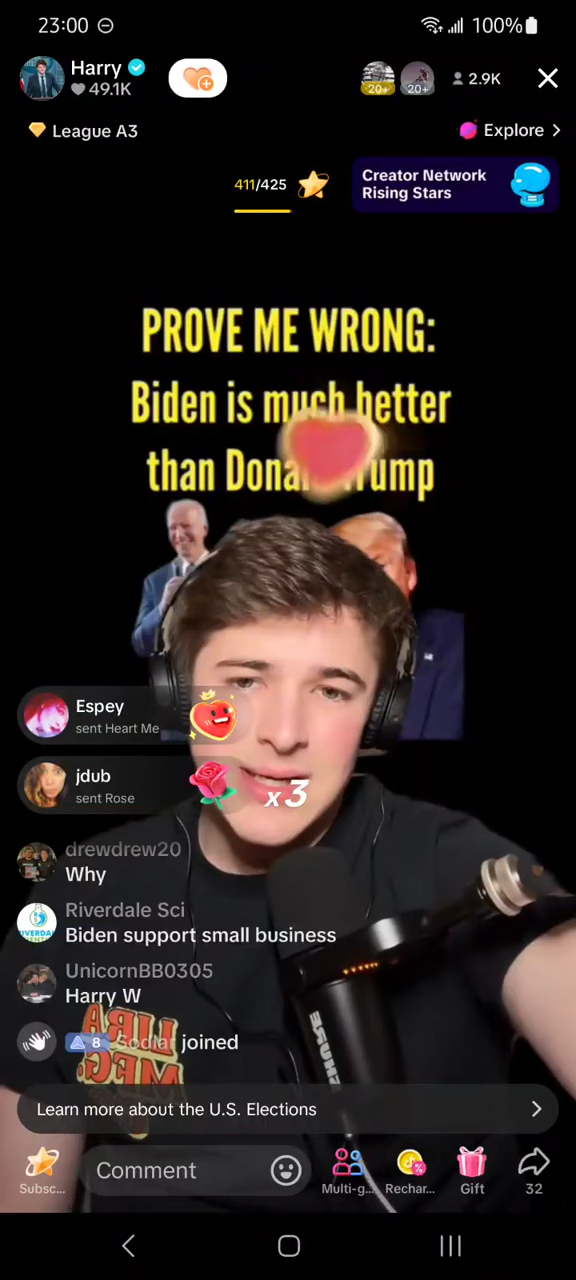 23:00
100%
Harry
49.1K
20+
20+
2.9K
League A3
Explore
411/425
Creator Network
Rising Stars
PROVE ME WRONG:
Biden is much better
than Donald Trump
Espey
sent Heart Me
jdub
sent Rose
x3
drewdrew20
Why
Riverdale Sci
Biden support small business
UnicornBB0305
Harry W
8 joined
Learn more about the U.S. Elections
Comment
Subsc...
Multi-g...
Rechar...
Gift
32
SHURE